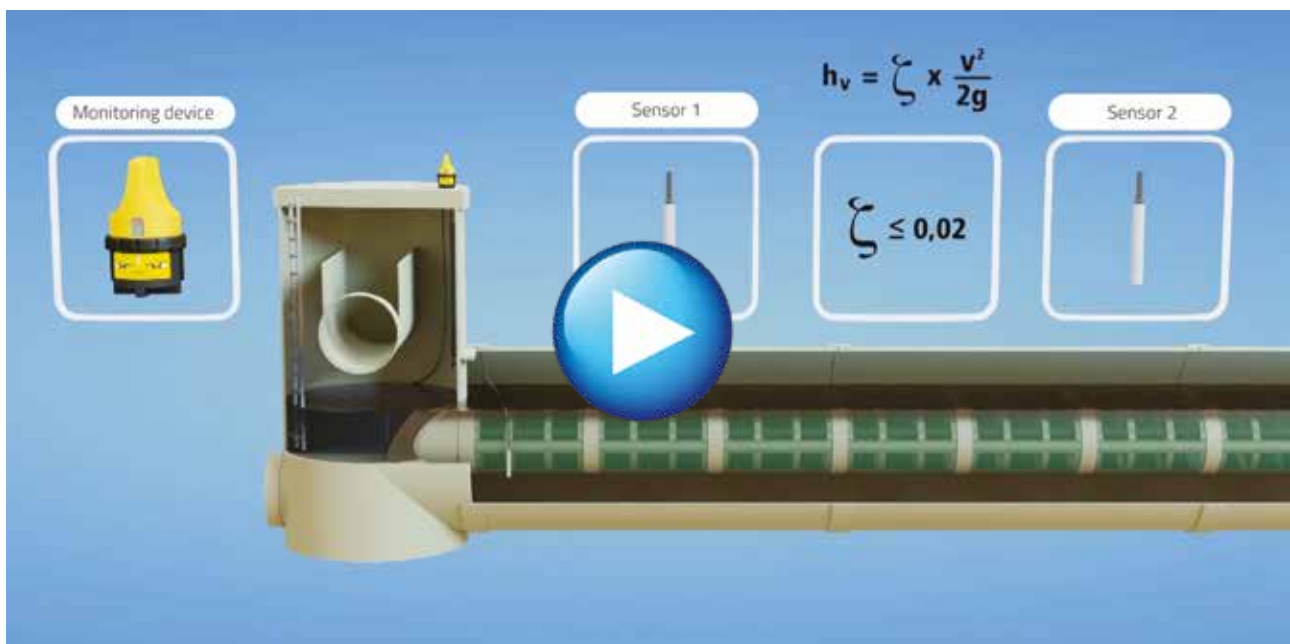 Monitoring device
Sensor 1
hᵥ = ζ x v²/2g
Sensor 2
ζ ≤ 0,02